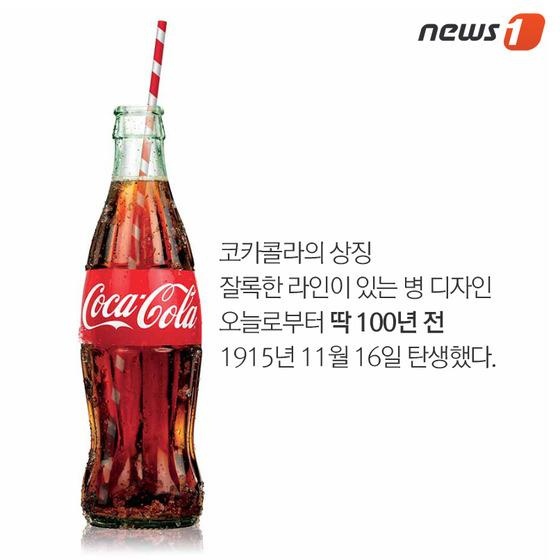 news1
Coca-Cola
코카콜라의 상징
잘록한 라인이 있는 병 디자인
오늘로부터 딱 100년 전
1915년 11월 16일 탄생했다.